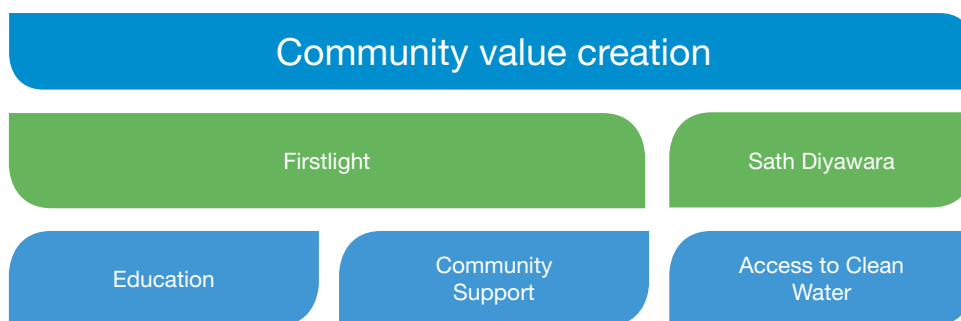 Community value creation
Firstlight
Sath Diyawara
Education
Community
Support
Access to Clean
Water